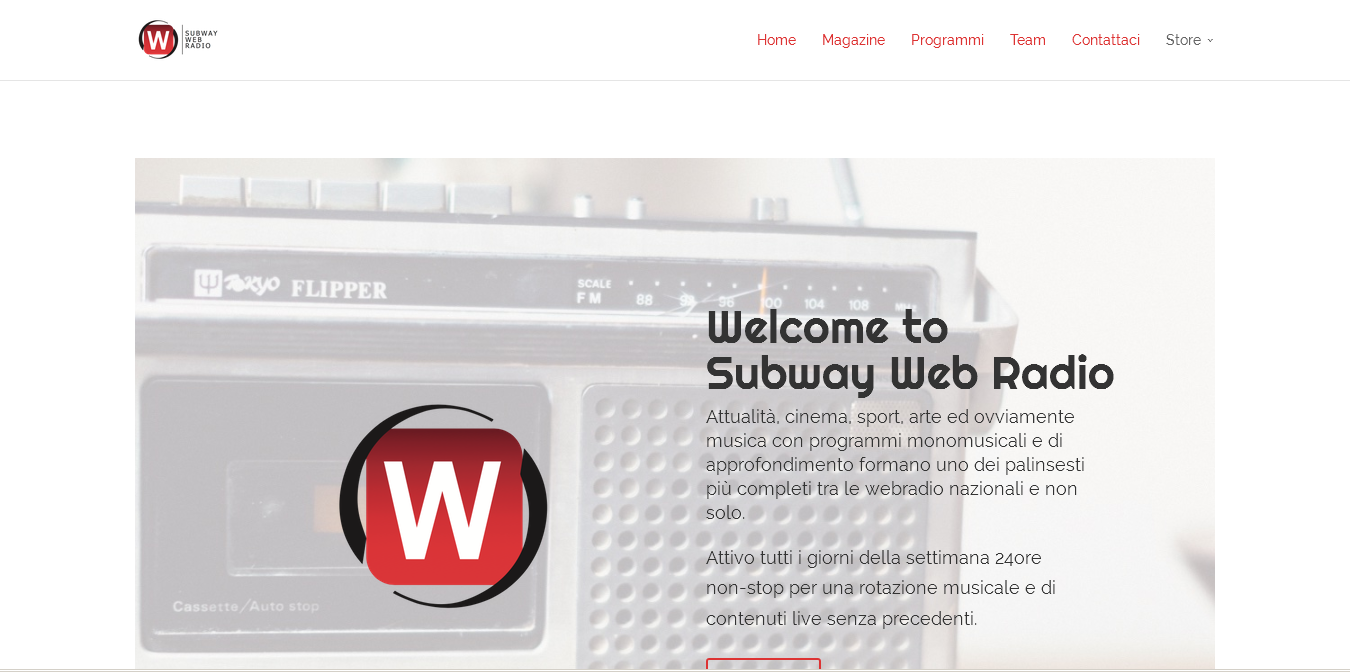 W SUBWAY
WEB
RADIO
Home Magazine Programmi Team Contattaci Store
TOKYO FLIPPER
SCALE
FM 88 94 96 100 104 108 MHz
Welcome to
Subway Web Radio
Attualità, cinema, sport, arte ed ovviamente
musica con programmi monomusicali e di
approfondimento formano uno dei palinsesti
più completi tra le webradio nazionali e non
solo.
W
Attivo tutti i giorni della settimana 24ore
non-stop per una rotazione musicale e di
contenuti live senza precedenti.
Cassette/Auto stop